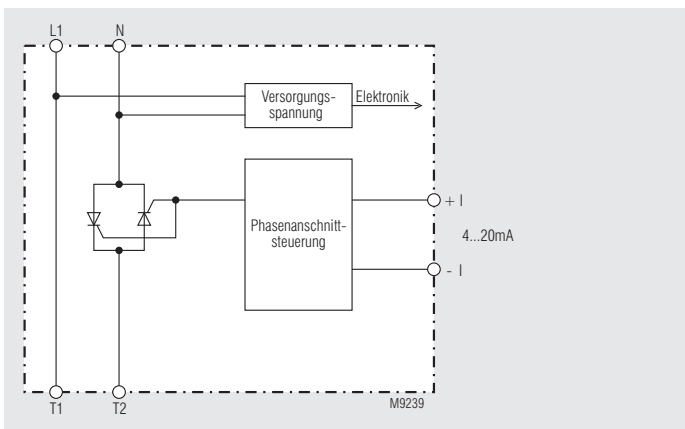 L1
N
Versorgungs-
spannung
Elektronik
Phasenanschnitt-
steuerung
+ I
4...20mA
- I
T1
T2
M9239